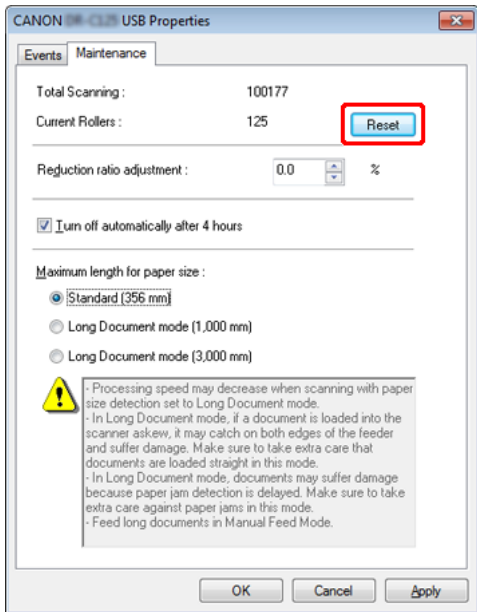 CANON USB Properties
Events Maintenance
Total Scanning : 100177
Current Rollers : 125 Reset
Reduction ratio adjustment : 0.0 %
Turn off automatically after 4 hours
Maximum length for paper size :
Standard (356 mm)
Long Document mode (1,000 mm)
Long Document mode (3,000 mm)
- Processing speed may decrease when scanning with paper
size detection set to Long Document mode.
- In Long Document mode, if a document is loaded into the
scanner askew, it may catch on both edges of the feeder
and suffer damage. Make sure to take extra care that
documents are loaded straight in this mode.
- In Long Document mode, documents may suffer damage
because paper jam detection is delayed. Make sure to take
extra care against paper jams in this mode.
- Feed long documents in Manual Feed Mode.
OK Cancel Apply